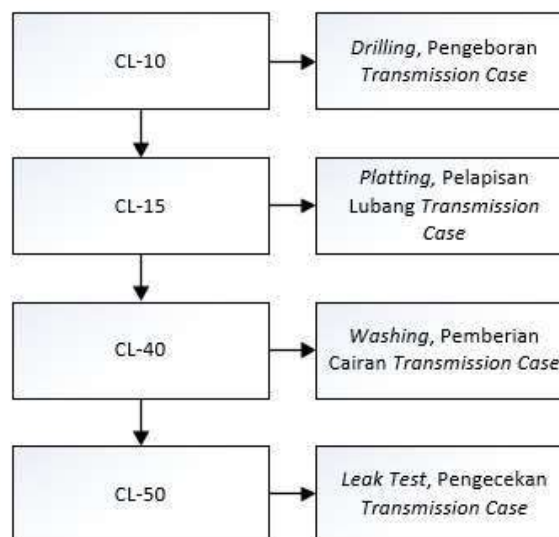 CL-10
Drilling, Pengeboran
Transmission Case
CL-15
Platting, Pelapisan
Lubang Transmission
Case
CL-40
Washing, Pemberian
Cairan Transmission Case
CL-50
Leak Test, Pengecekan
Transmission Case